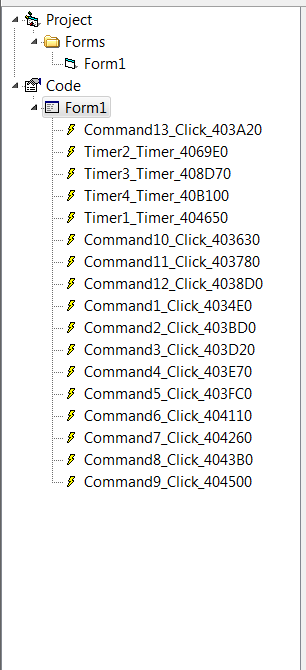 Project
Forms
Form1
Code
Form1
Command13_Click_403A20
Timer2_Timer_4069E0
Timer3_Timer_408D70
Timer4_Timer_40B100
Timer1_Timer_404650
Command10_Click_403630
Command11_Click_403780
Command12_Click_4038D0
Command1_Click_4034E0
Command2_Click_403BD0
Command3_Click_403D20
Command4_Click_403E70
Command5_Click_403FC0
Command6_Click_404110
Command7_Click_404260
Command8_Click_4043B0
Command9_Click_404500